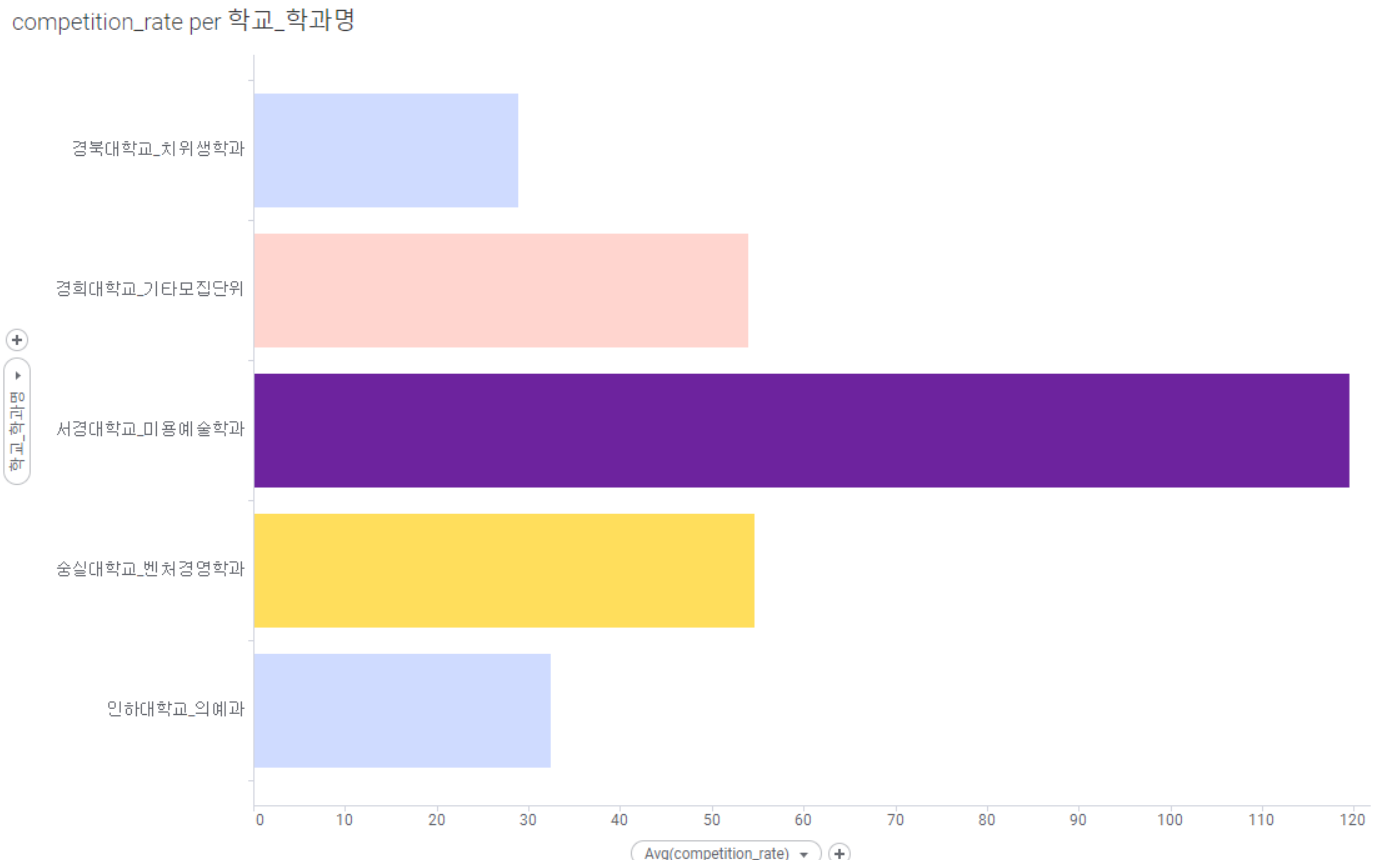 competition_rate per 학교_학과명
경북대학교_치위생학과
경희대학교_기타모집단위
서경대학교_미용예술학과
숭실대학교_벤처경영학과
인하대학교_의예과
학교_학과명
0 10 20 30 40 50 60 70 80 90 100 110 120
Avg(competition_rate)